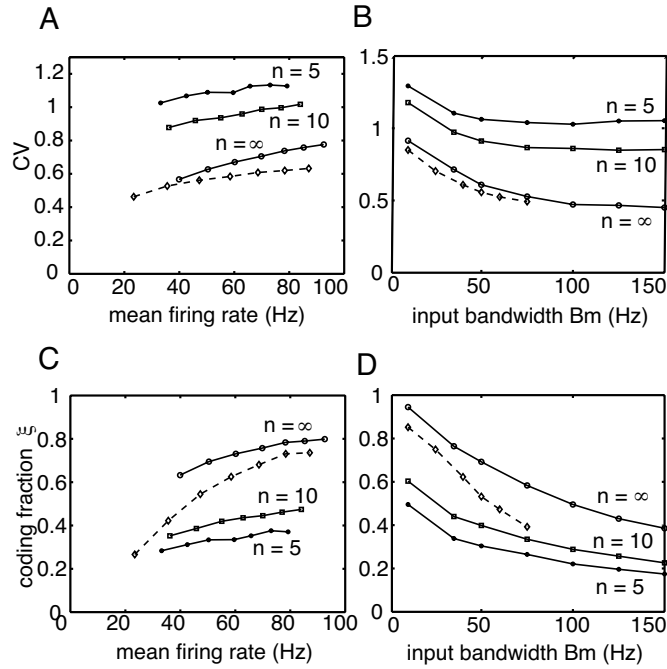 A
B
1.2
1
0.8
0.6
0.4
0.2
0
CV
n = 5
n = 10
n = ∞
0 20 40 60 80 100
mean firing rate (Hz)
1.5
1
0.5
0
n = 5
n = 10
n = ∞
0 50 100 150
input bandwidth Bm (Hz)
C
D
1
0.8
0.6
0.4
0.2
0
coding fraction ξ
n = ∞
n = 10
n = 5
0 20 40 60 80 100
mean firing rate (Hz)
1
0.8
0.6
0.4
0.2
0
n = ∞
n = 10
n = 5
0 50 100 150
input bandwidth Bm (Hz)